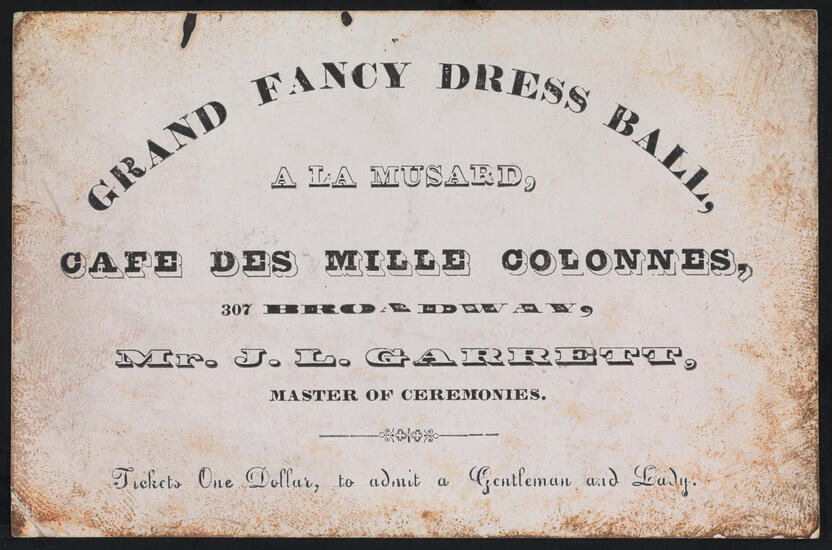 GRAND FANCY DRESS BALL,
A LA MUSARD,
CAFE DES MILLE COLONNES,
307 BROADWAY,
Mr. J. L. GARRETT,
MASTER OF CEREMONIES.
Tickets One Dollar, to admit a Gentleman and Lady.